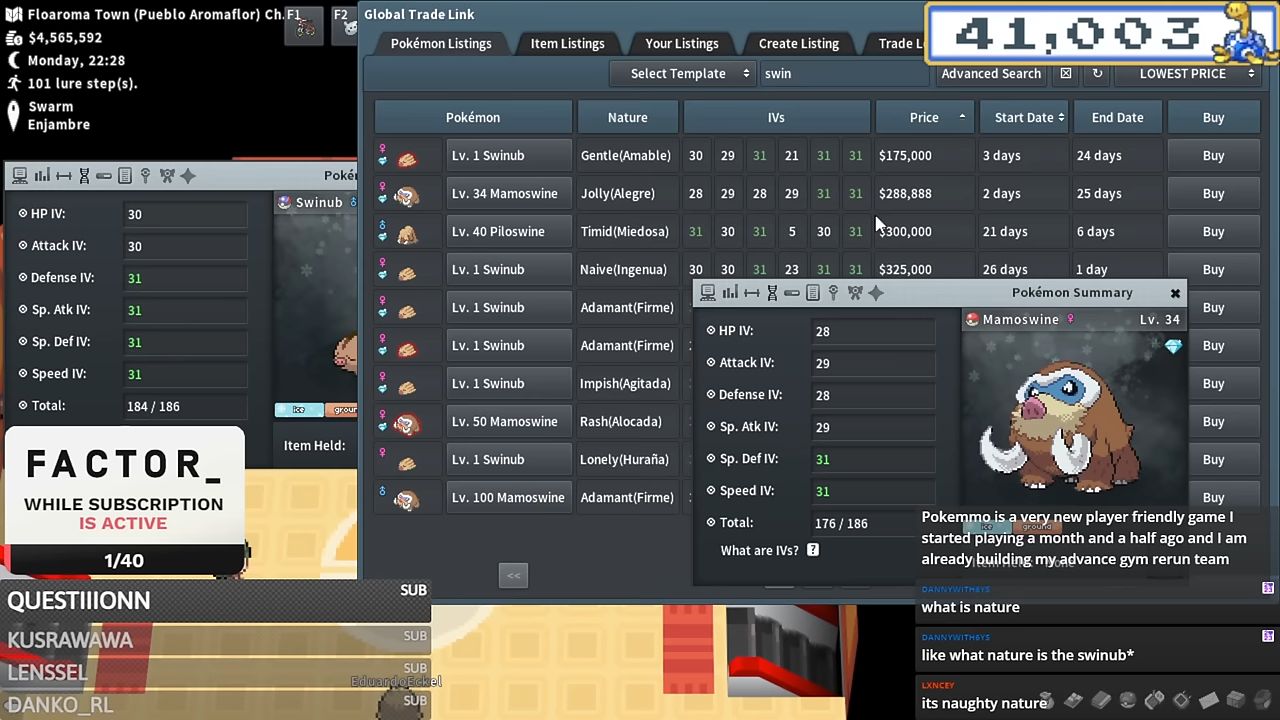 Floaroma Town (Pueblo Aromaflor) Ch.
$4,565,592
Monday, 22:28
101 lure step(s).
Swarm
Enjambre
F1
F2
Global Trade Link
Pokémon Listings
Item Listings
Your Listings
Create Listing
Trade L
41,003
Select Template
swin
Advanced Search
LOWEST PRICE
Pokémon Nature IVs Price Start Date End Date Buy
Lv. 1 Swinub Gentle(Amable) 30 29 31 21 31 31 $175,000 3 days 24 days Buy
Lv. 34 Mamoswine Jolly(Alegre) 28 29 28 29 31 31 $288,888 2 days 25 days Buy
Lv. 40 Piloswine Timid(Miedosa) 31 30 31 5 30 31 $300,000 21 days 6 days Buy
Lv. 1 Swinub Naive(Ingenua) 30 30 31 23 31 31 $325,000 26 days 1 day Buy
Lv. 1 Swinub Adamant(Firme) Buy
Lv. 1 Swinub Adamant(Firme) Buy
Lv. 1 Swinub Impish(Agitada) Buy
Lv. 50 Mamoswine Rash(Alocada) Buy
Lv. 1 Swinub Lonely(Huraña) Buy
Lv. 100 Mamoswine Adamant(Firme) Buy
<<
Poké
Swinub
HP IV: 30
Attack IV: 30
Defense IV: 31
Sp. Atk IV: 31
Sp. Def IV: 31
Speed IV: 31
Total: 184 / 186
ice
groun
Item Held:
Pokémon Summary
Mamoswine Lv. 34
HP IV: 28
Attack IV: 29
Defense IV: 28
Sp. Atk IV: 29
Sp. Def IV: 31
Speed IV: 31
Total: 176 / 186
What are IVs? ?
ice
ground
FACTOR_
WHILE SUBSCRIPTION
IS ACTIVE
1/40
QUESTIIIONN SUB
KUSRAWAWA SUB
LENSSEL SUB
EduardoEckel
DANKO_RL SUB
Pokemmo is a very new player friendly game I
started playing a month and a half ago and I am
already building my advance gym rerun team
DANNYWITH8YS
what is nature
DANNYWITH8YS
like what nature is the swinub*
LXNCEY
its naughty nature